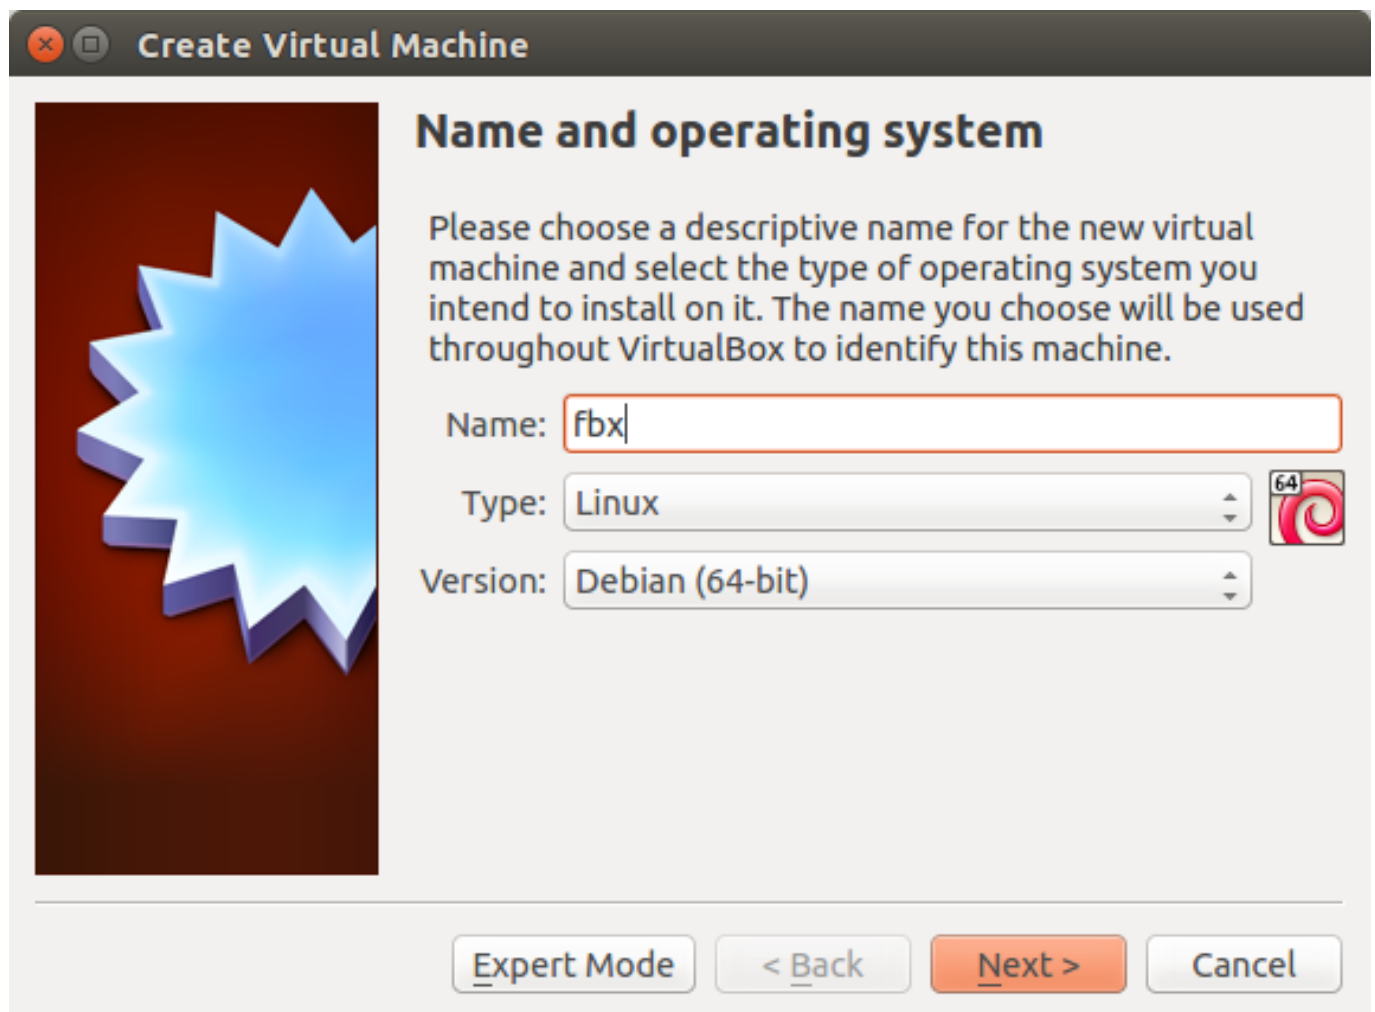 Create Virtual Machine
Name and operating system
Please choose a descriptive name for the new virtual
machine and select the type of operating system you
intend to install on it. The name you choose will be used
throughout VirtualBox to identify this machine.
Name: fbx
Type: Linux
64
Version: Debian (64-bit)
Expert Mode
< Back
Next >
Cancel